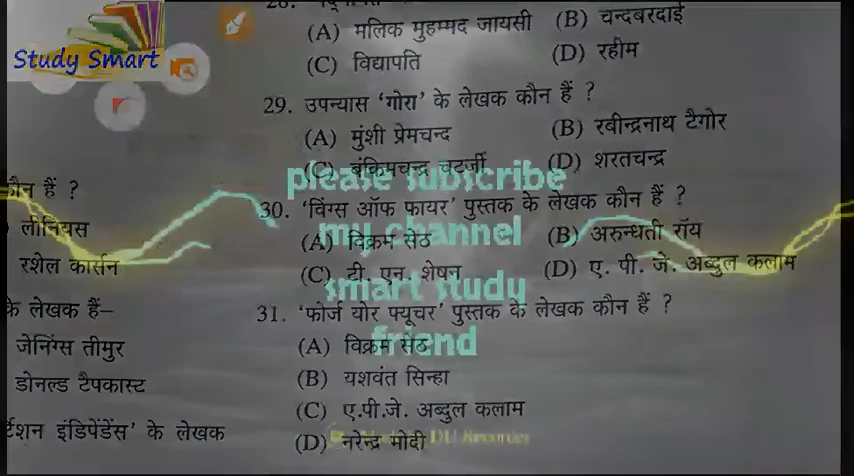 Study Smart
(A) मलिक मुहम्मद जायसी (B) चन्दबरदाई
(C) विद्यापति (D) रहीम
29. उपन्यास ‘गोरा’ के लेखक कौन हैं ?
(A) मुंशी प्रेमचन्द (B) रबीन्द्रनाथ टैगोर
(C) बंकिमचन्द्र चटर्जी (D) शरतचन्द्र
30. ‘विंग्स ऑफ फायर’ पुस्तक के लेखक कौन हैं ?
(A) विक्रम सेठ (B) अरुन्धती रॉय
(C) टी. एन. शेषन (D) ए. पी. जे. अब्दुल कलाम
31. ‘फोर्ज योर फ्यूचर’ पुस्तक के लेखक कौन हैं ?
(A) विक्रम सेठ
(B) यशवंत सिन्हा
(C) ए.पी.जे. अब्दुल कलाम
(D) नरेन्द्र मोदी
कौन हैं ?
लीनियस
रशेल कार्सन
के लेखक हैं–
जेनिंग्स तीमुर
डोनल्ड टैपकास्ट
इंडिपेंडेंस’ के लेखक
please subscribe
my channel
smart study
friend
DU Recorder